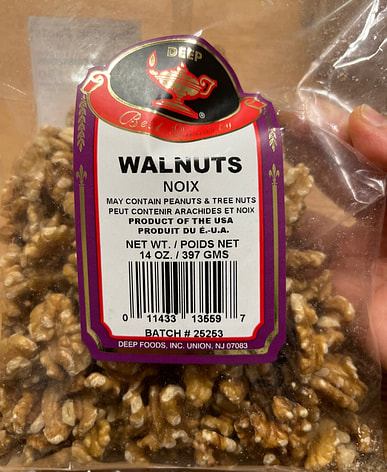 DEEP
®
WALNUTS
NOIX
MAY CONTAIN PEANUTS & TREE NUTS
PEUT CONTENIR ARACHIDES ET NOIX
PRODUCT OF THE USA
PRODUIT DU É.-U.A.
NET WT. / POIDS NET
14 OZ. / 397 GMS
0 11433 13559 7
BATCH # 25253
DEEP FOODS, INC. UNION, NJ 07083